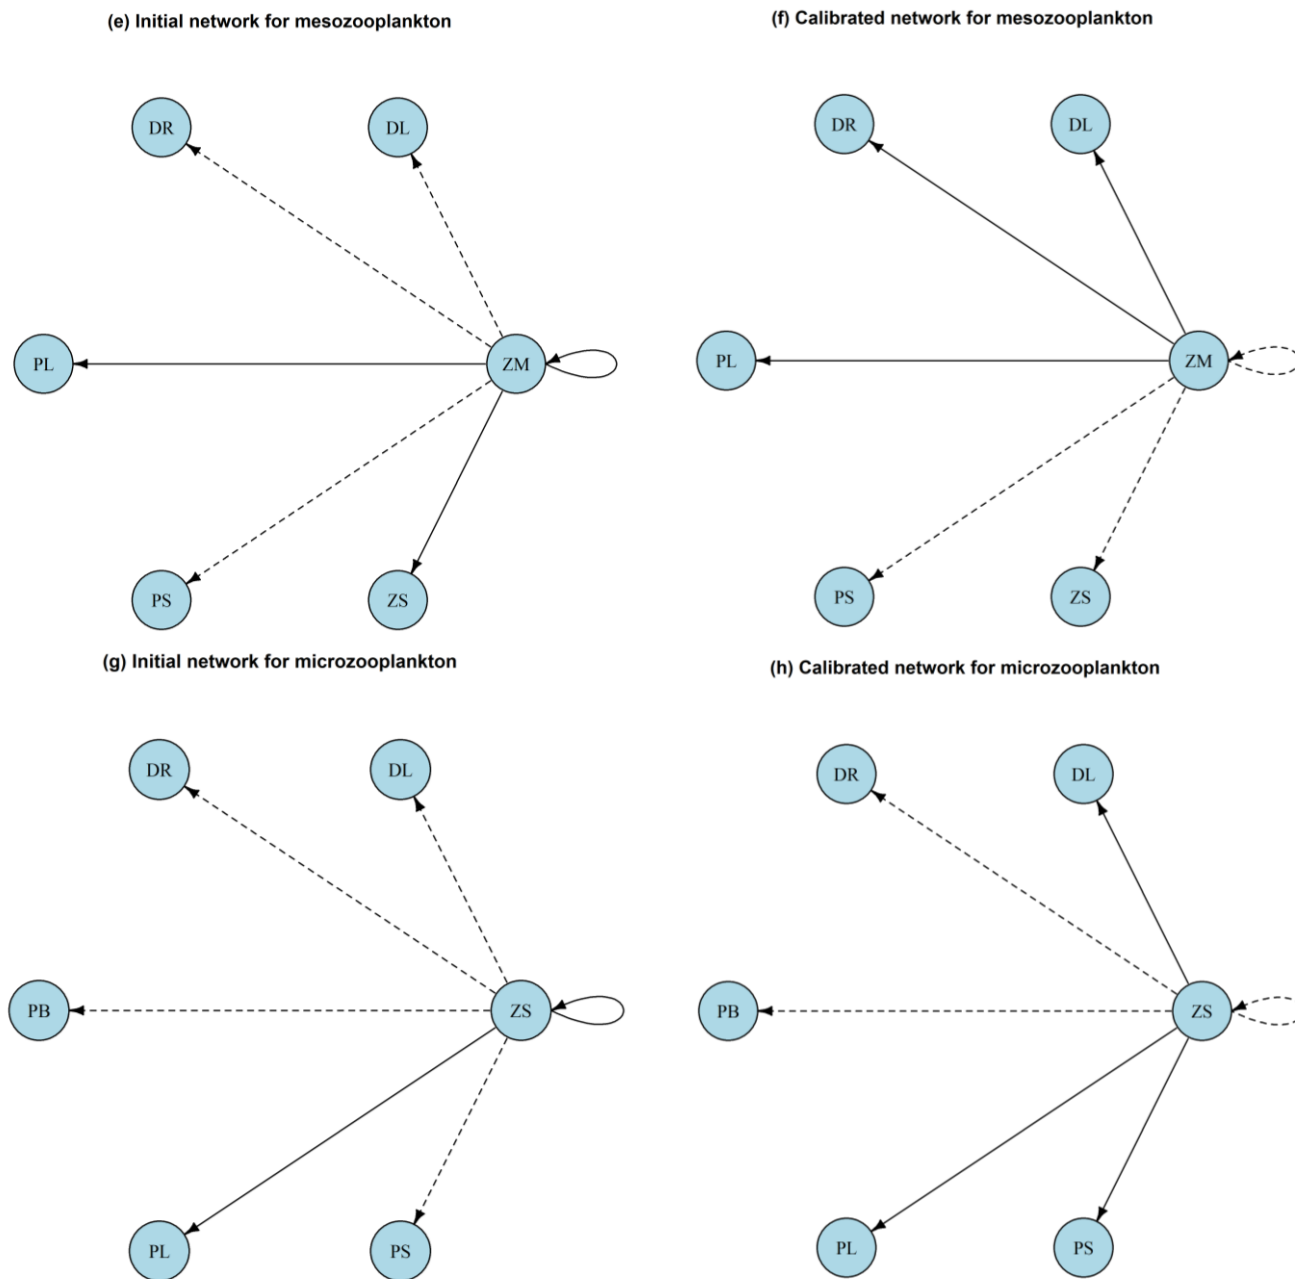 (e) Initial network for mesozooplankton
(f) Calibrated network for mesozooplankton
DR
DL
DR
DL
PL
ZM
PL
ZM
PS
ZS
PS
ZS
(g) Initial network for microzooplankton
(h) Calibrated network for microzooplankton
DR
DL
DR
DL
PB
ZS
PB
ZS
PL
PS
PL
PS